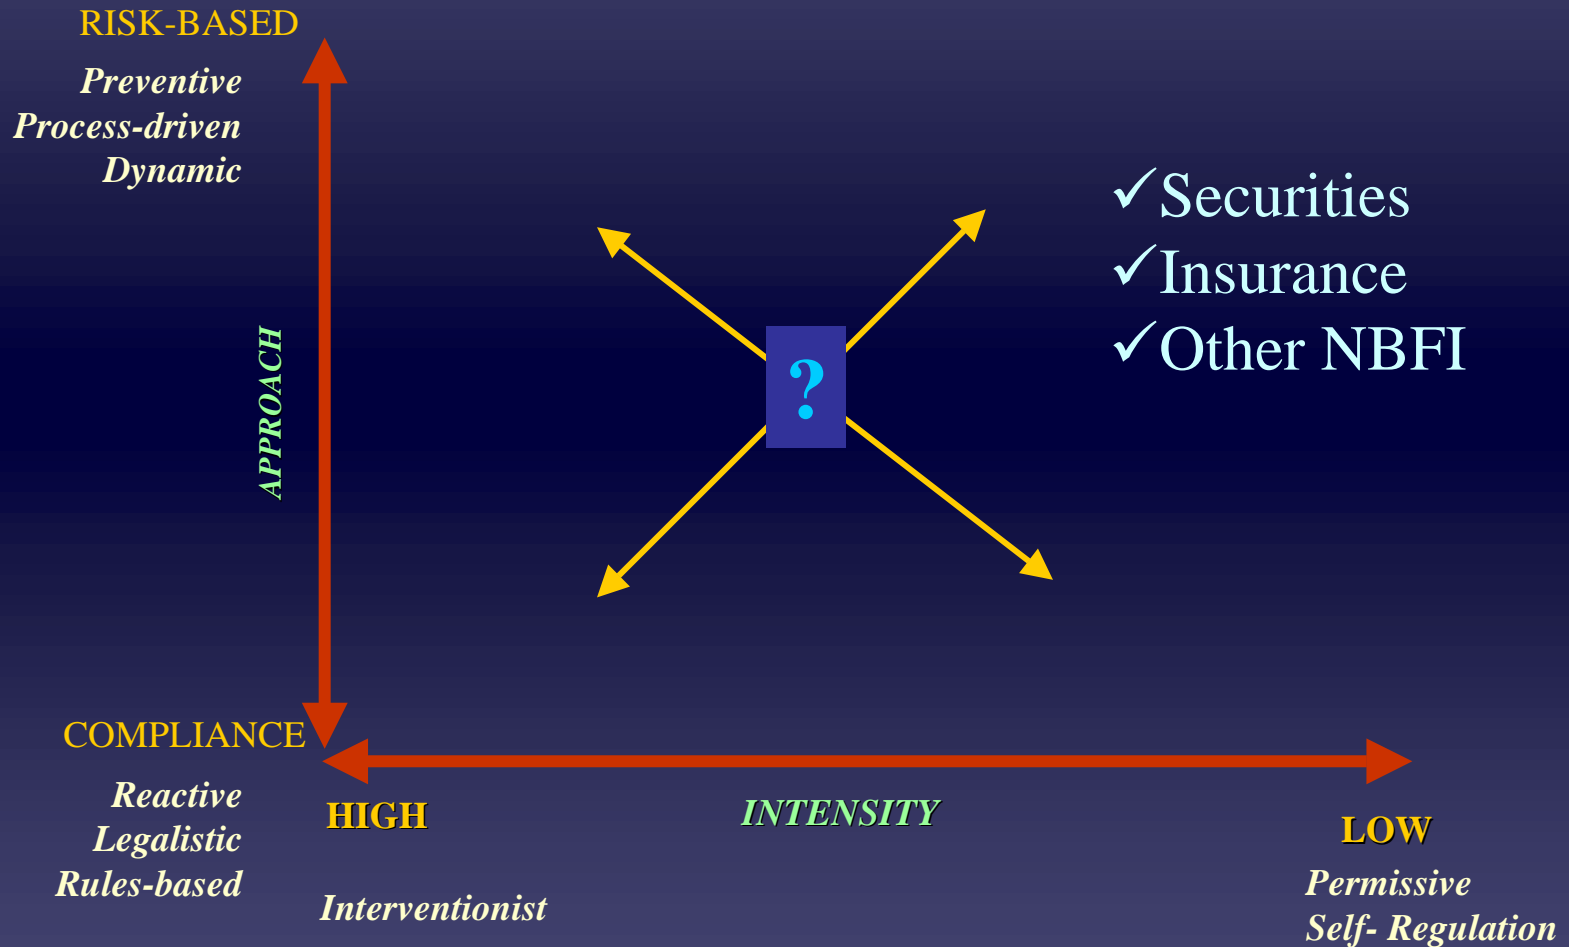 RISK-BASED
Preventive
Process-driven
Dynamic
✓Securities
✓Insurance
✓Other NBFI
?
APPROACH
COMPLIANCE
Reactive
Legalistic
Rules-based
HIGH
INTENSITY
LOW
Interventionist
Permissive
Self- Regulation